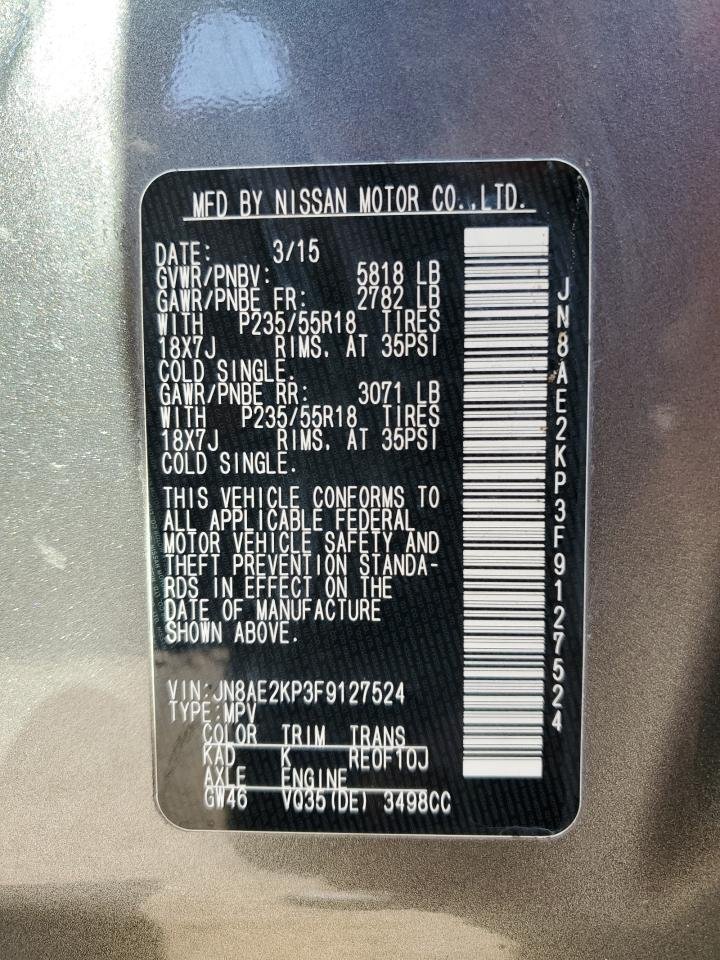 MFD BY NISSAN MOTOR CO.,LTD.
DATE: 3/15
GVWR/PNBV: 5818 LB
GAWR/PNBE FR: 2782 LB
WITH P235/55R18 TIRES
18X7J RIMS. AT 35PSI
COLD SINGLE.
GAWR/PNBE RR: 3071 LB
WITH P235/55R18 TIRES
18X7J RIMS. AT 35PSI
COLD SINGLE.
THIS VEHICLE CONFORMS TO
ALL APPLICABLE FEDERAL
MOTOR VEHICLE SAFETY AND
THEFT PREVENTION STANDA-
RDS IN EFFECT ON THE
DATE OF MANUFACTURE
SHOWN ABOVE.
VIN:JN8AE2KP3F9127524
TYPE:MPV
COLOR TRIM TRANS
KAD K RE0F10J
AXLE ENGINE
GW46 VQ35(DE) 3498CC
JN8AE2KP3F9127524